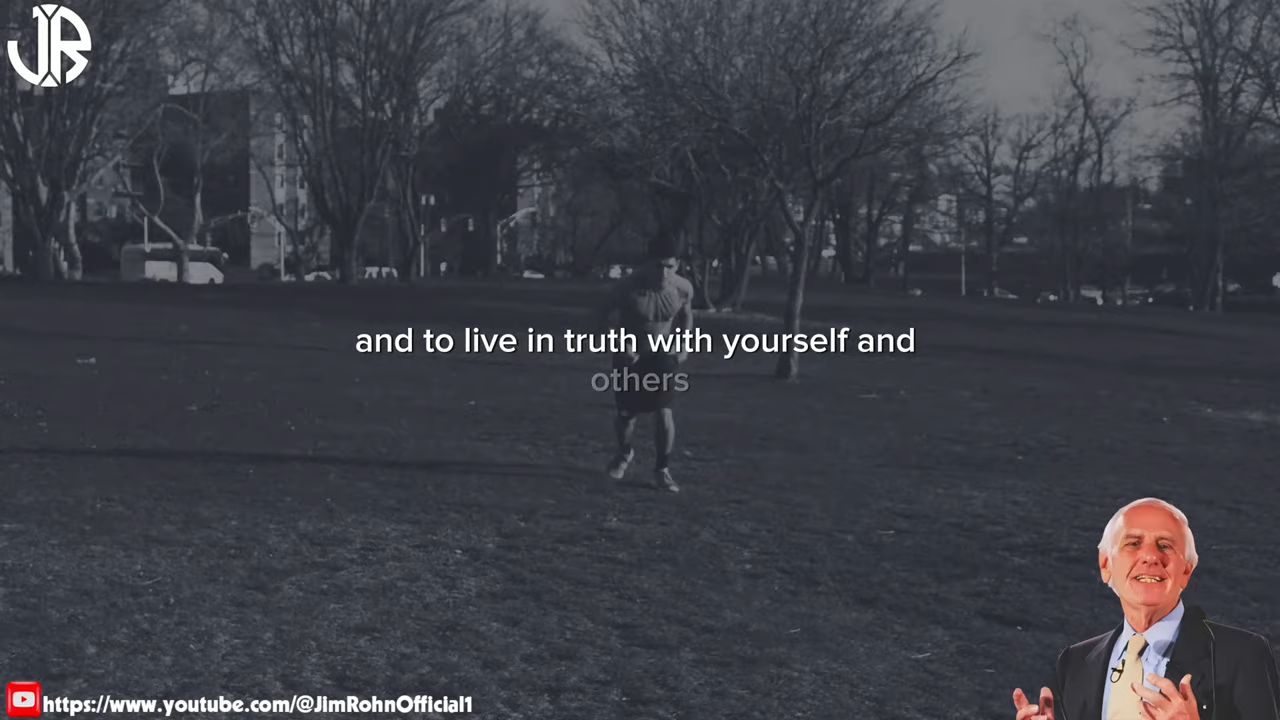 JR
and to live in truth with yourself and
others
https://www.youtube.com/@JimRohnOfficial1